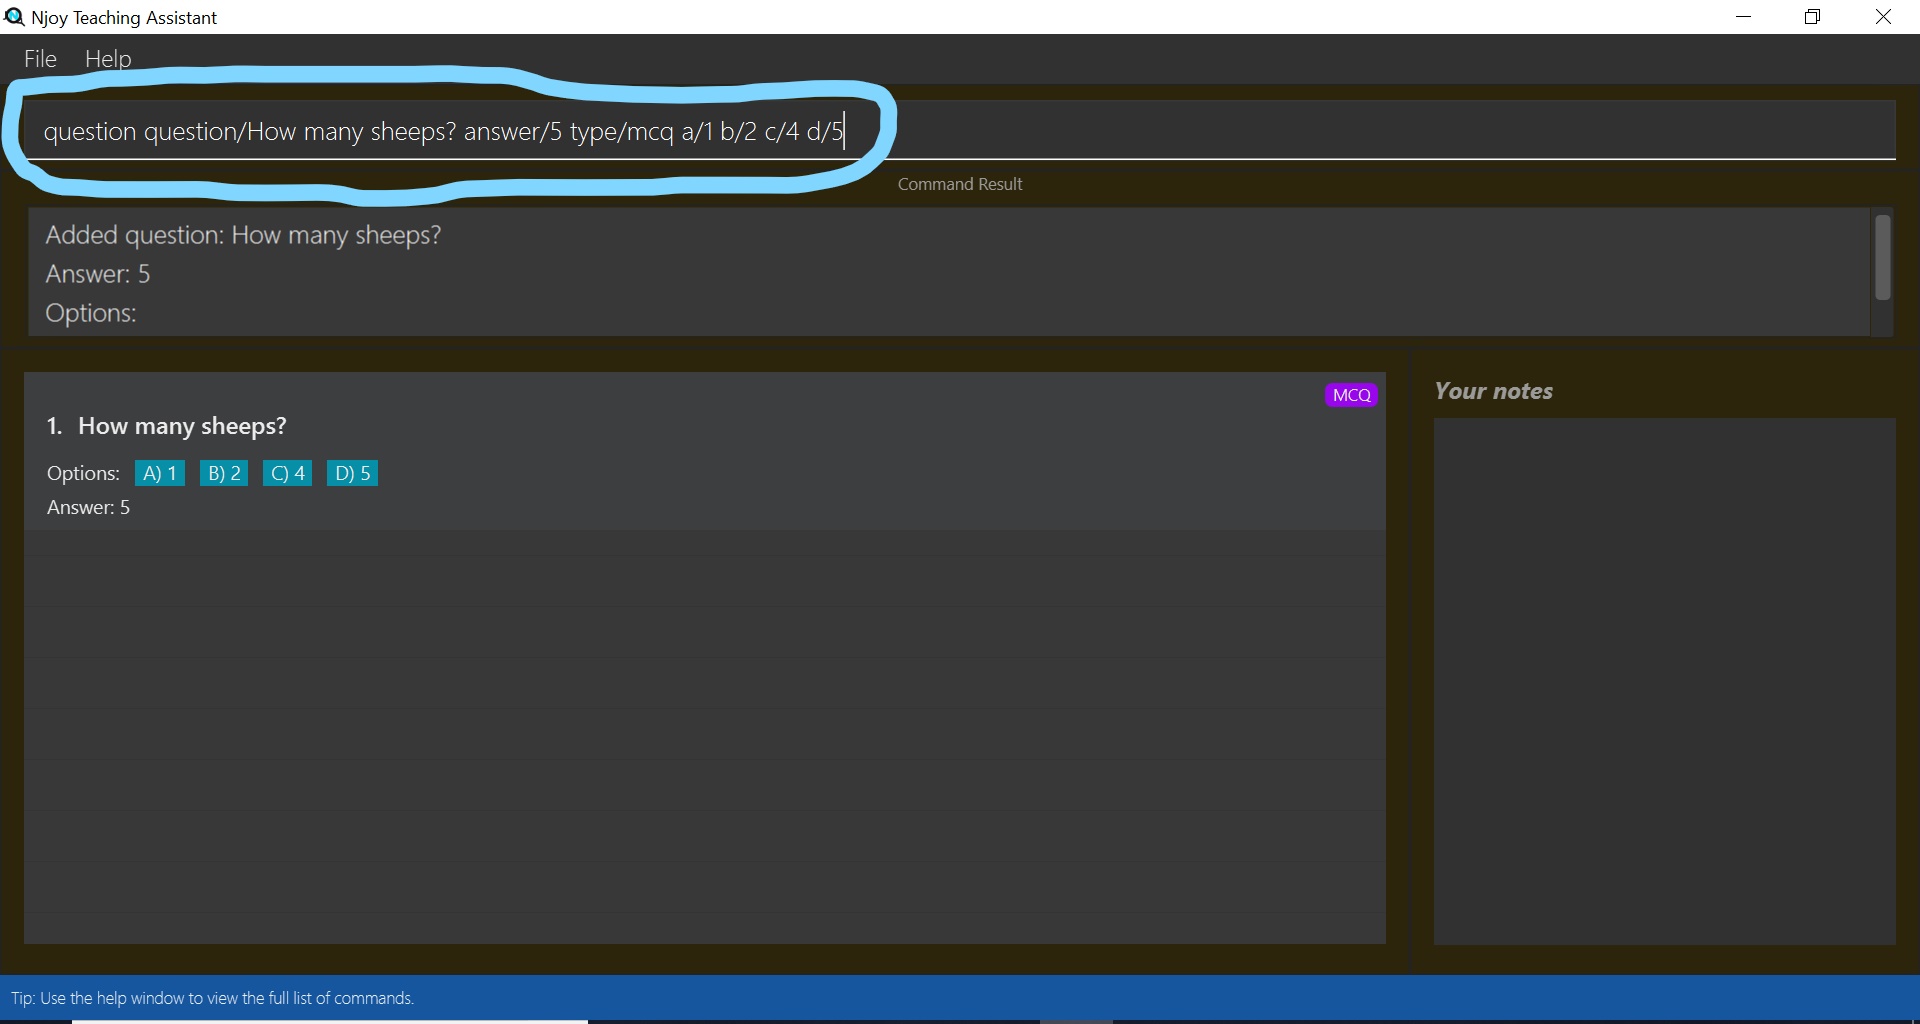 Njoy Teaching Assistant
File Help
question question/How many sheeps? answer/5 type/mcq a/1 b/2 c/4 d/5
Command Result
Added question: How many sheeps?
Answer: 5
Options:
MCQ
1. How many sheeps?
Options: A) 1 B) 2 C) 4 D) 5
Answer: 5
Your notes
Tip: Use the help window to view the full list of commands.